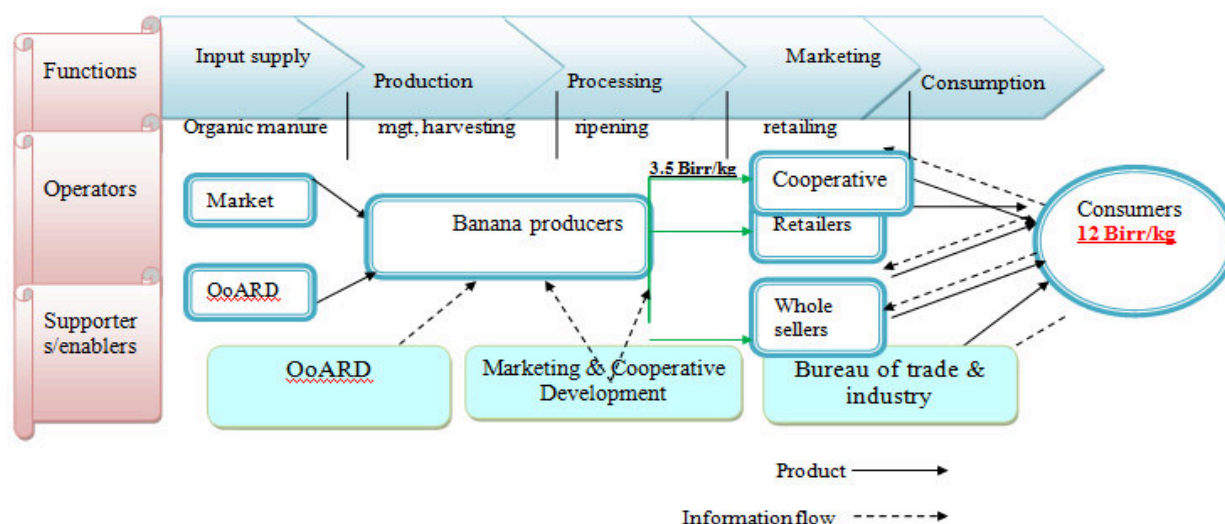 Functions
Input supply
Production
Processing
Marketing
Consumption
Organic manure
mgt, harvesting
ripening
retailing
Operators
Market
OoARD
Banana producers
3.5 Birr/kg
Cooperative
Retailers
Whole
sellers
Consumers
12 Birr/kg
Supporter
s/enablers
OoARD
Marketing & Cooperative
Development
Bureau of trade &
industry
Product
Information flow